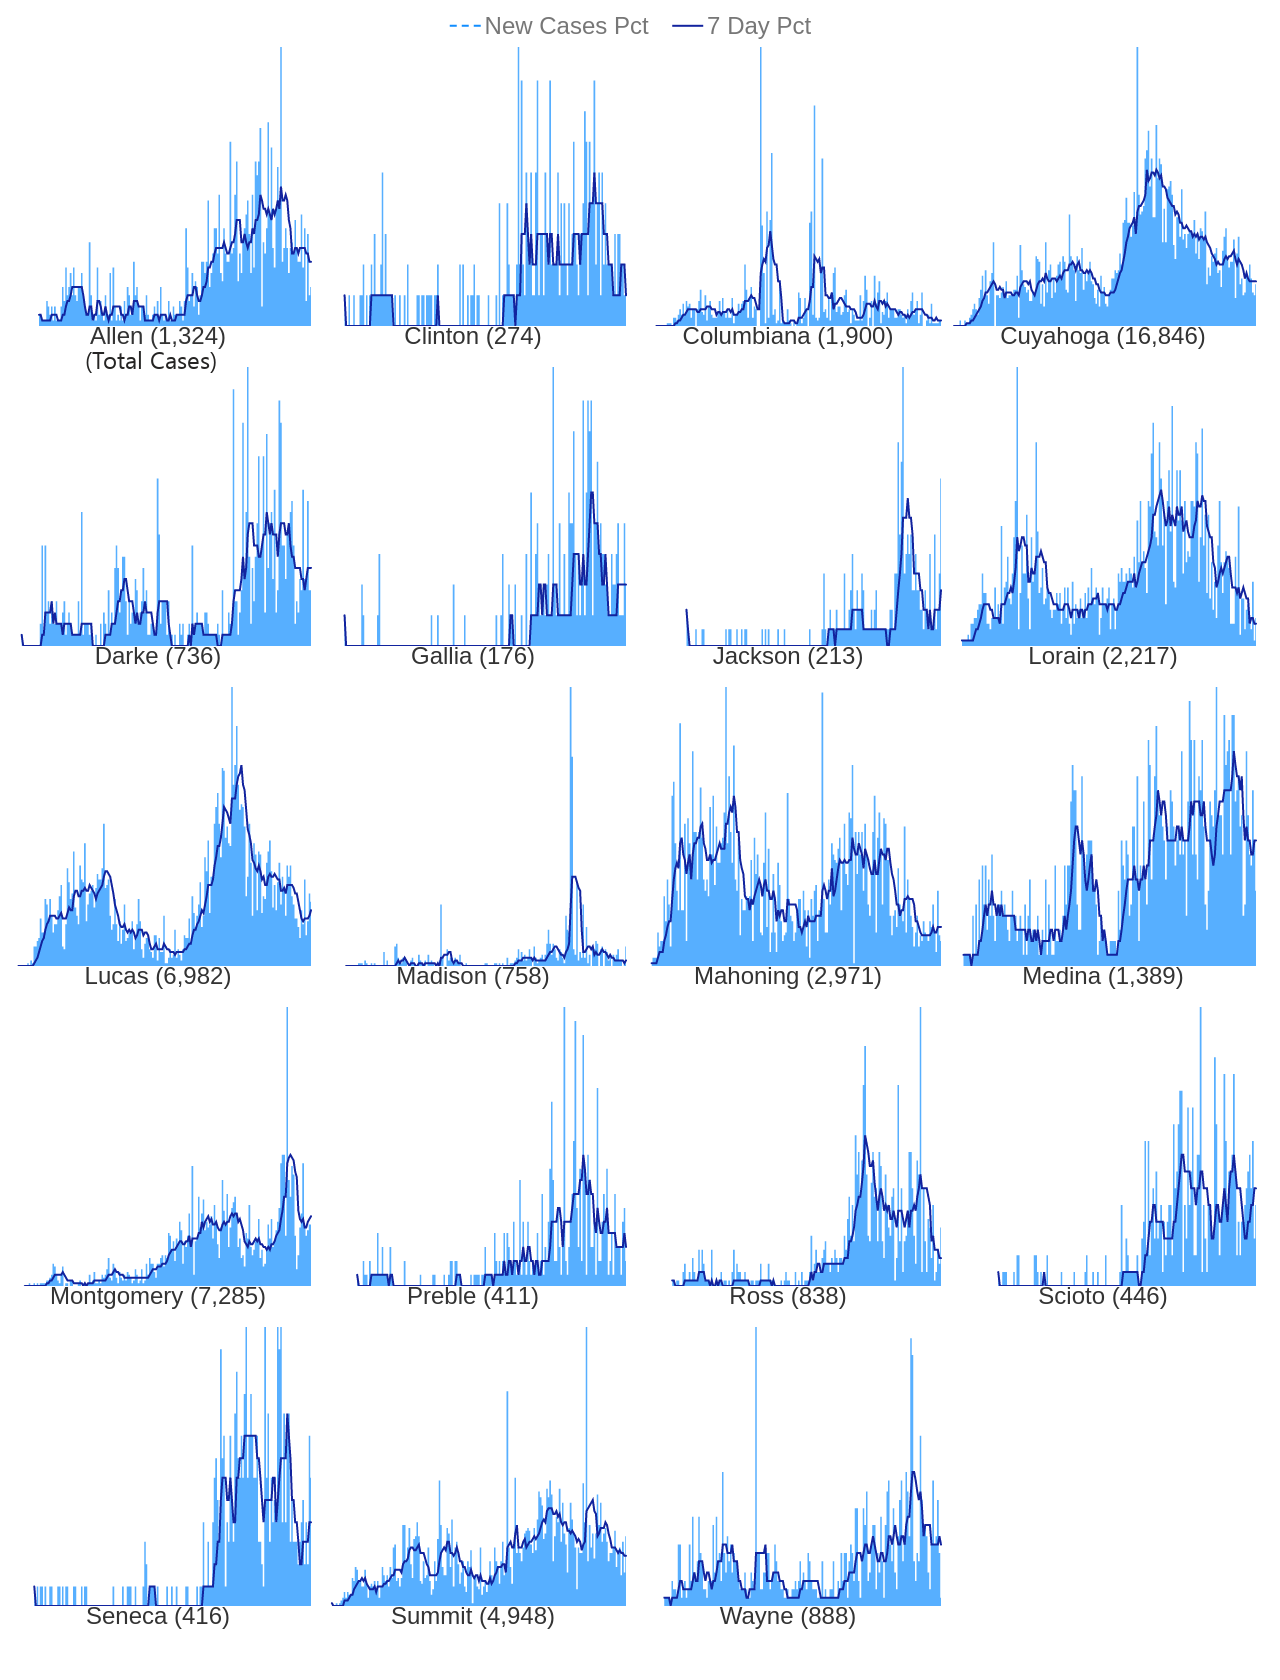 New Cases Pct 7 Day Pct
Allen (1,324) Clinton (274) Columbiana (1,900) Cuyahoga (16,846)
(Total Cases)
Darke (736) Gallia (176) Jackson (213) Lorain (2,217)
Lucas (6,982) Madison (758) Mahoning (2,971) Medina (1,389)
Montgomery (7,285) Preble (411) Ross (838) Scioto (446)
Seneca (416) Summit (4,948) Wayne (888)